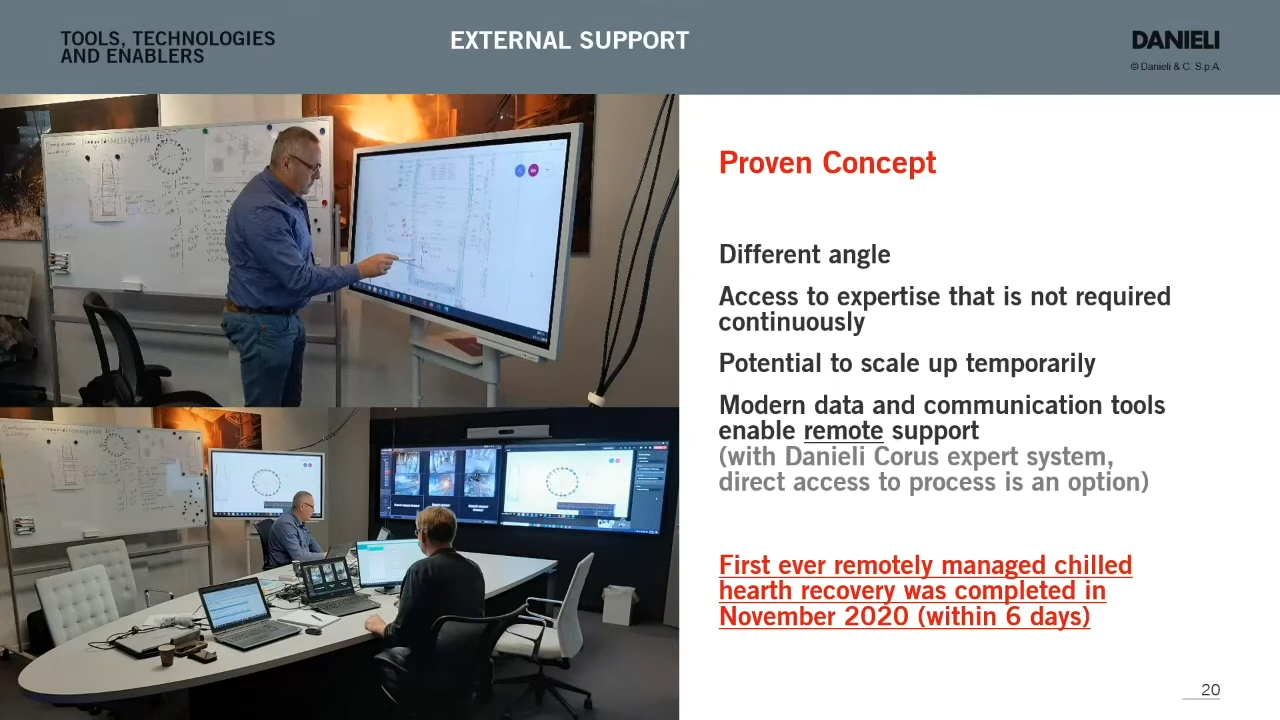 TOOLS, TECHNOLOGIES
AND ENABLERS
EXTERNAL SUPPORT
DANIELI
© Danieli & C. S.p.A.
Proven Concept
Different angle
Access to expertise that is not required
continuously
Potential to scale up temporarily
Modern data and communication tools
enable remote support
(with Danieli Corus expert system,
direct access to process is an option)
First ever remotely managed chilled
hearth recovery was completed in
November 2020 (within 6 days)
20